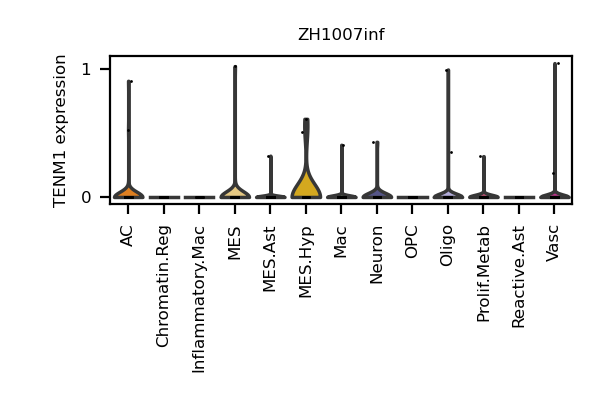 ZH1007inf
TENM1 expression
1
0
AC
Chromatin.Reg
Inflammatory.Mac
MES
MES.Ast
MES.Hyp
Mac
Neuron
OPC
Oligo
Prolif.Metab
Reactive.Ast
Vasc